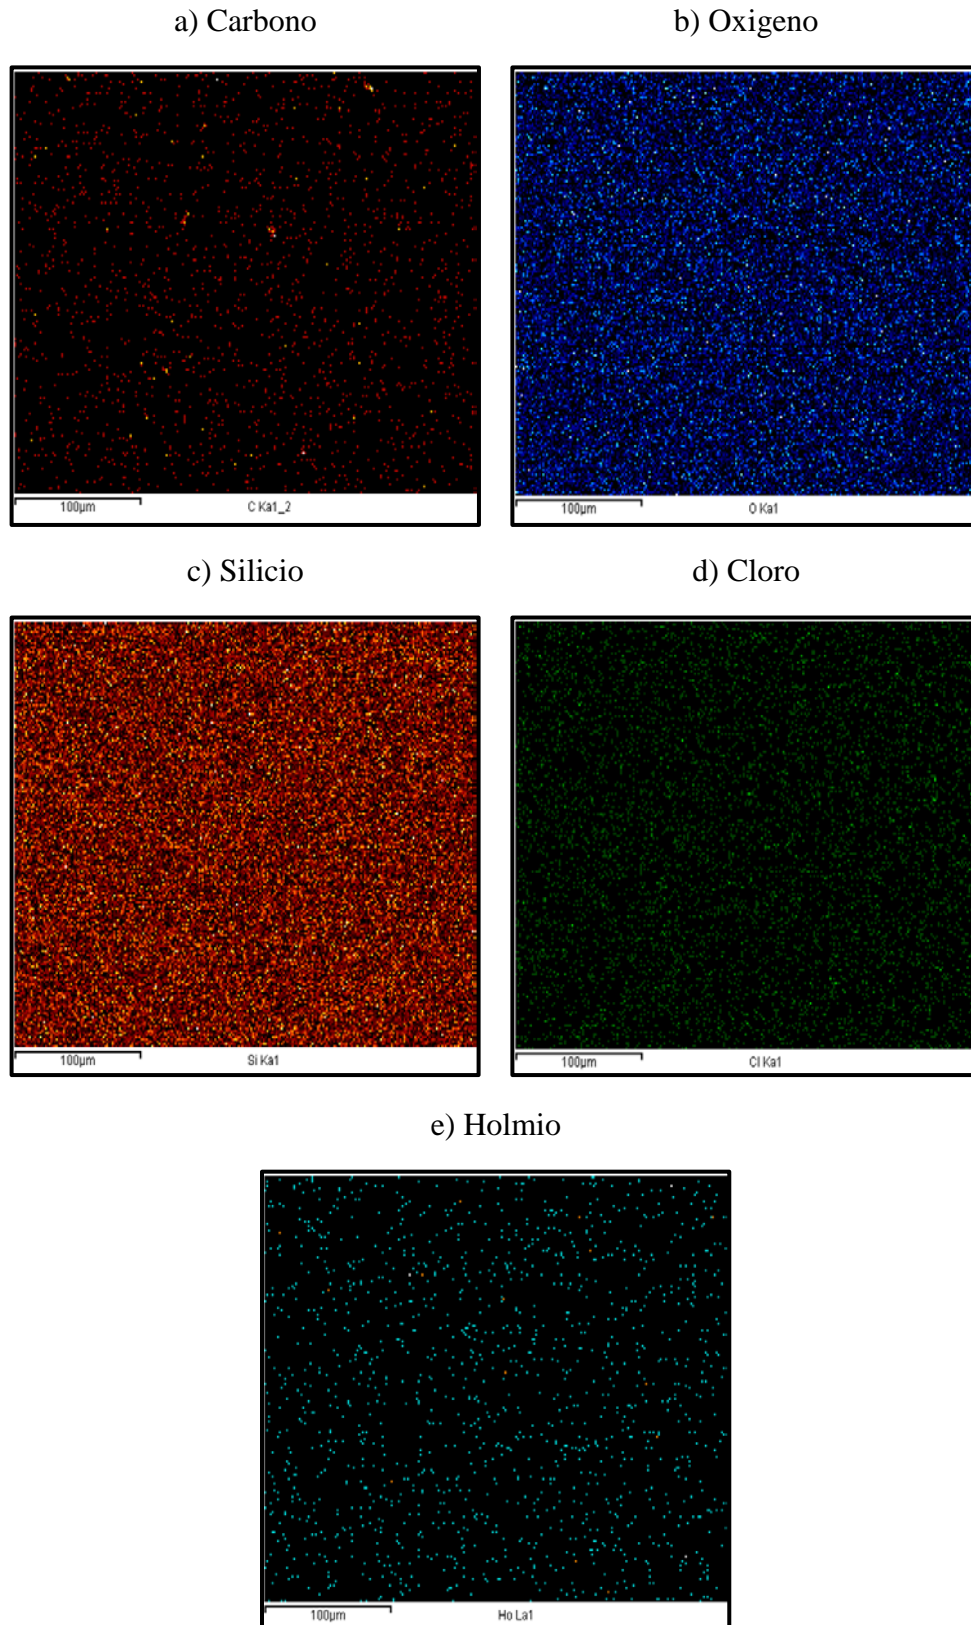 a) Carbono
b) Oxigeno
100µm
C Ka1_2
100µm
O Ka1
c) Silicio
d) Cloro
100µm
Si Ka1
100µm
Cl Ka1
e) Holmio
100µm
Ho La1